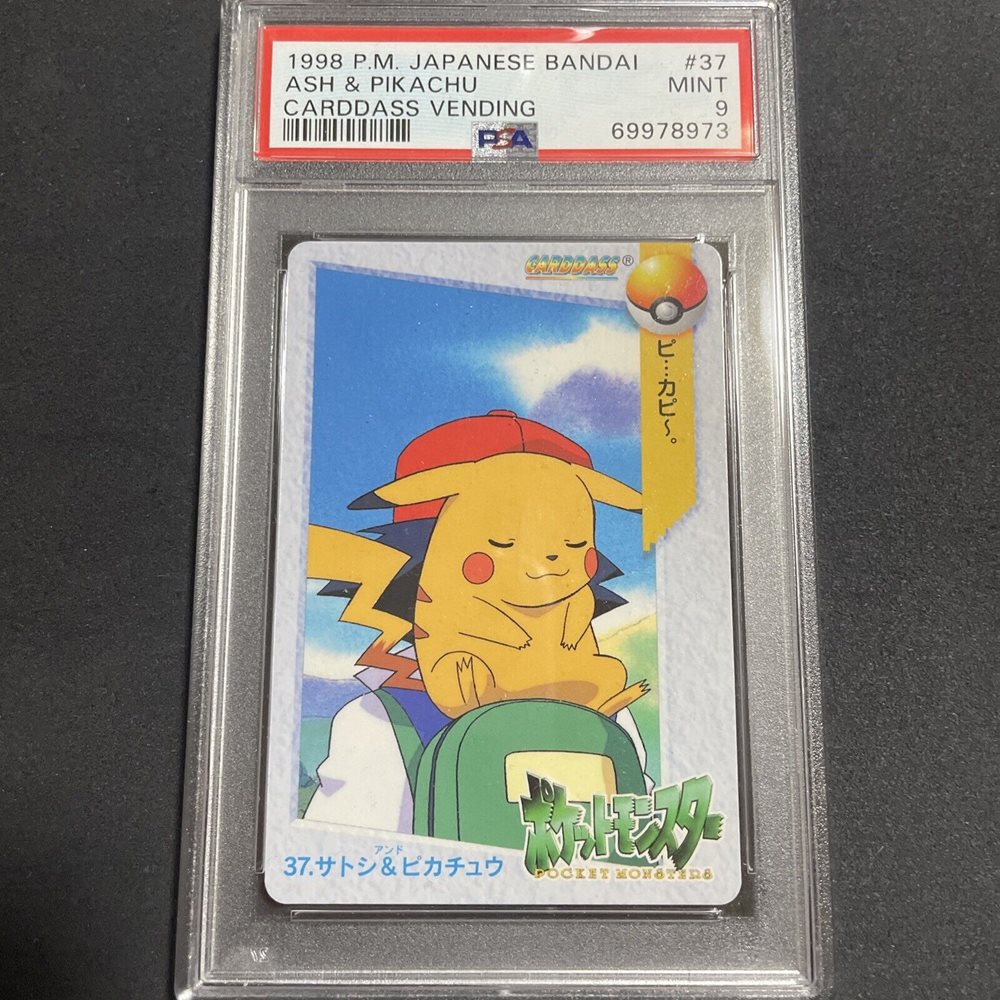 1998 P.M. JAPANESE BANDAI #37
ASH & PIKACHU MINT
CARDDASS VENDING 9
PSA 69978973
CARDDASS®
ピ…カピ~。
ポケットモンスター
POCKET MONSTERS
アンド
37.サトシ&ピカチュウ